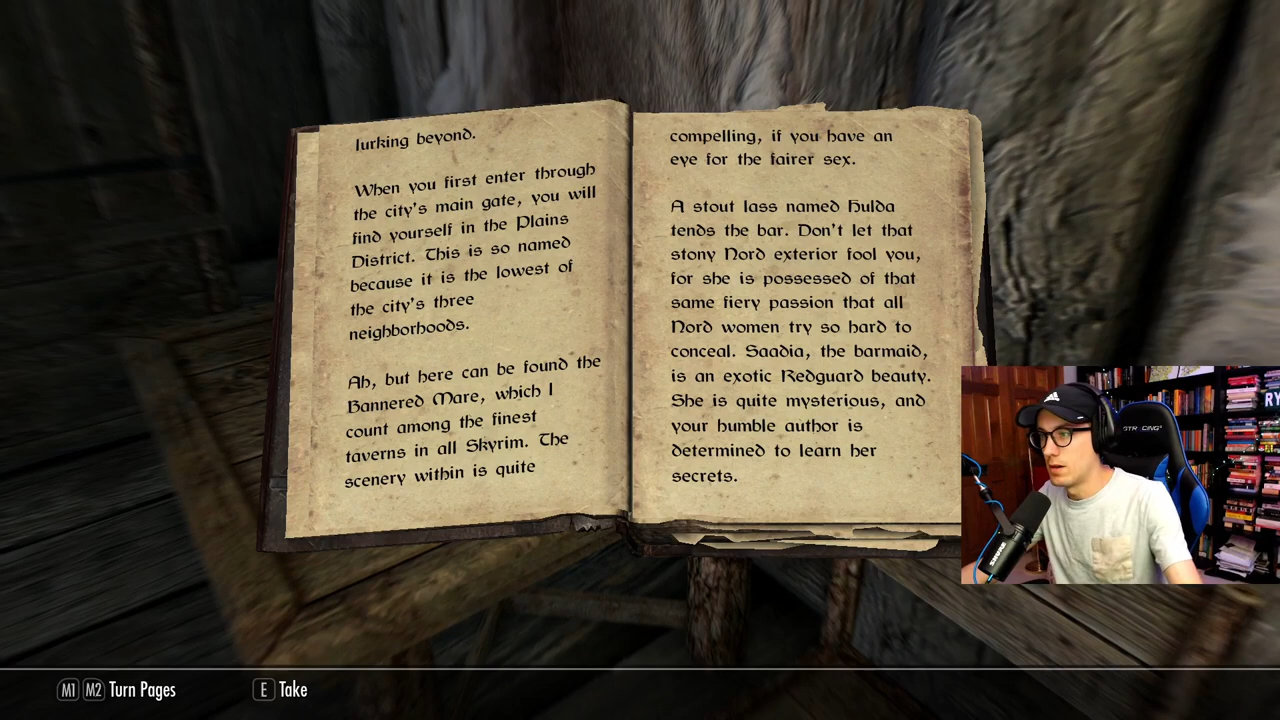 lurking beyond.
When you first enter through
the city's main gate, you will
find yourself in the Plains
District. This is so named
because it is the lowest of
the city's three
neighborhoods.
Ah, but here can be found the
Bannered Mare, which I
count among the finest
taverns in all Skyrim. The
scenery within is quite
compelling, if you have an
eye for the fairer sex.
A stout lass named Hulda
tends the bar. Don't let that
stony Nord exterior fool you,
for she is possessed of that
same fiery passion that all
Nord women try so hard to
conceal. Saadia, the barmaid,
is an exotic Redguard beauty.
She is quite mysterious, and
your humble author is
determined to learn her
secrets.
M1 M2 Turn Pages
E Take